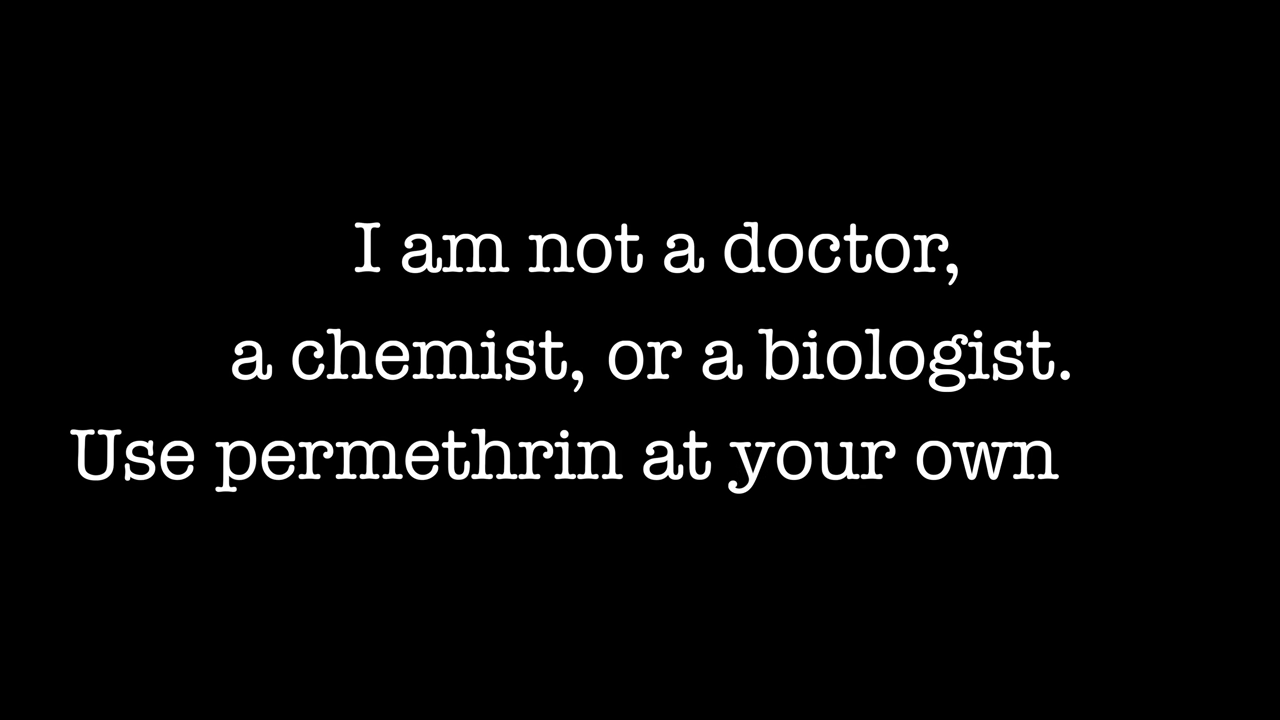 I am not a doctor,
a chemist, or a biologist.
Use permethrin at your own